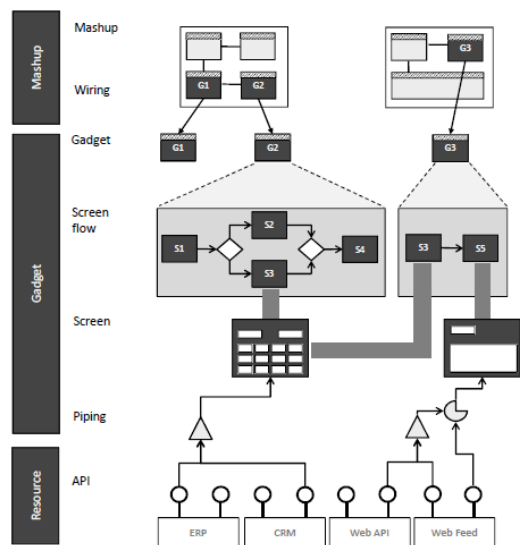 Mashup
Mashup
Wiring
G1
G2
G3
Gadget
Gadget
G1
G2
G3
Screen
flow
S1
S2
S3
S4
S3
S5
Screen
Piping
Resource
API
ERP
CRM
Web API
Web Feed